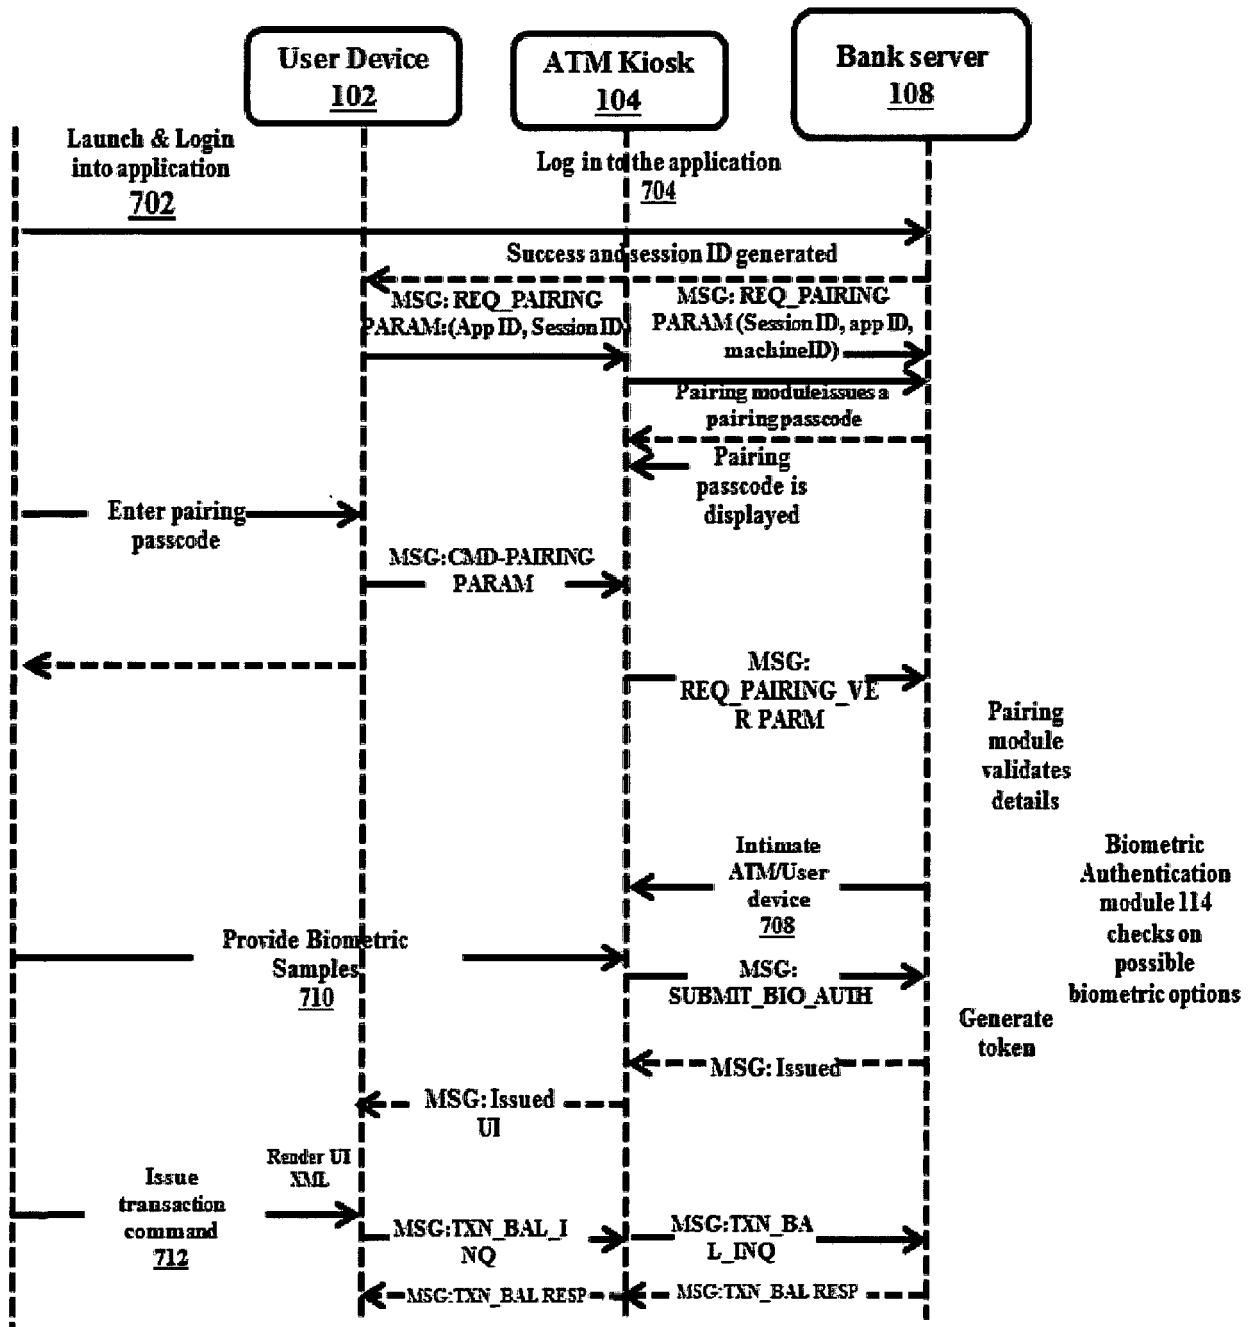 User Device
102
ATM Kiosk
104
Bank server
108
Launch & Login
into application
702
Log in to the application
704
Success and session ID generated
MSG: REQ_PAIRING
PARAM:(App ID, Session ID)
MSG: REQ_PAIRING
PARAM (Session ID, app ID,
machineID)
Pairing module issues a
pairing passcode
Pairing
passcode is
displayed
Enter pairing
passcode
MSG:CMD-PAIRING
PARAM
MSG:
REQ_PAIRING_VE
R PARM
Pairing
module
validates
details
Intimate
ATM/User
device
708
Biometric
Authentication
module 114
checks on
possible
biometric options
Provide Biometric
Samples
710
MSG:
SUBMIT_BIO_AUTH
Generate
token
MSG: Issued
MSG: Issued
UI
Render UI
XML
Issue
transaction
command
712
MSG:TXN_BAL_I
NQ
MSG:TXN_BA
L_INQ
MSG:TXN_BAL RESP
MSG:TXN_BAL RESP